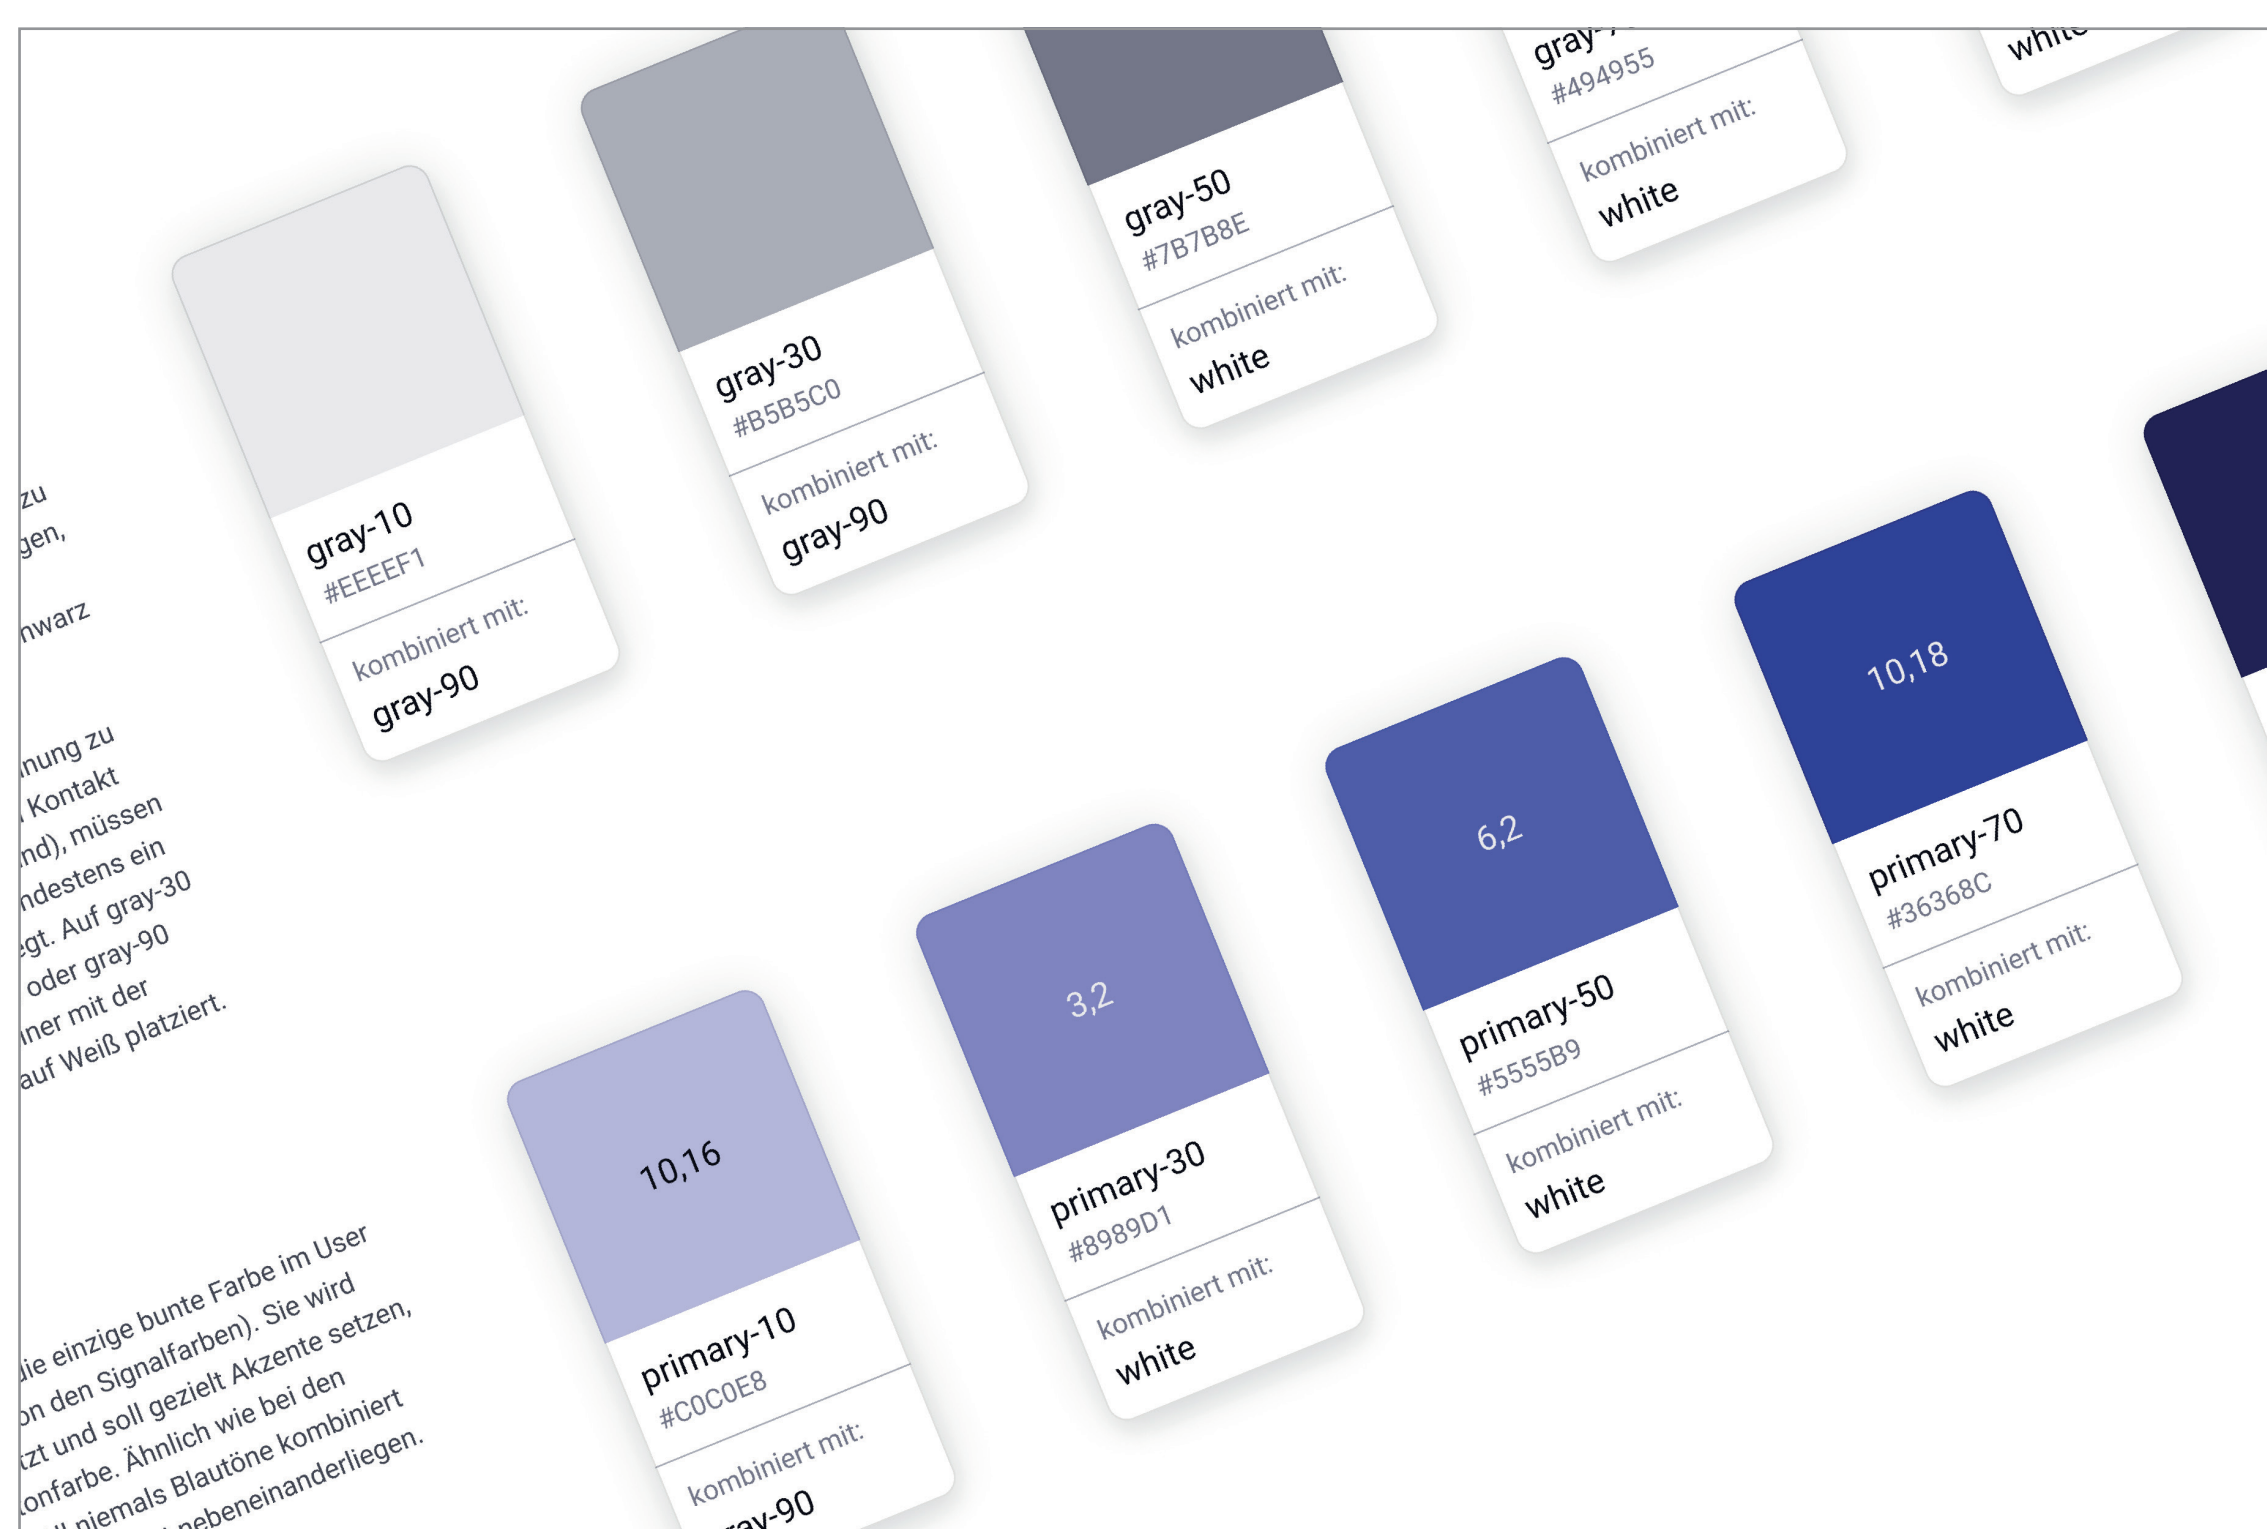 zu
gen,
nwarz
nung zu
Kontakt
nd), müssen
ndestens ein
gt. Auf gray-30
oder gray-90
ner mit der
auf Weiß platziert.
die einzige bunte Farbe im User
on den Signalfarben). Sie wird
tzt und soll gezielt Akzente setzen,
onfarbe. Ähnlich wie bei den
niemals Blautöne kombiniert
nebeneinanderliegen.
gray-10
#EEEEF1
kombiniert mit:
gray-90
gray-30
#B5B5C0
kombiniert mit:
gray-90
gray-50
#7B7B8E
kombiniert mit:
white
#494955
kombiniert mit:
white
white
10,16
primary-10
#C0C0E8
kombiniert mit:
gray-90
3,2
primary-30
#8989D1
kombiniert mit:
white
6,2
primary-50
#5555B9
kombiniert mit:
white
10,18
primary-70
#36368C
kombiniert mit:
white